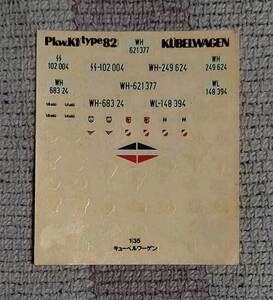 Pkw.K1 type 82 WH 621377 KÜBELWAGEN
SS 102 004 SS-102 004 WH-249 624 WH 249 624
WH 683 24 WH-621377 WL 148 394
WH-683 24 WL-148 394
1/35
キューベルワーゲン